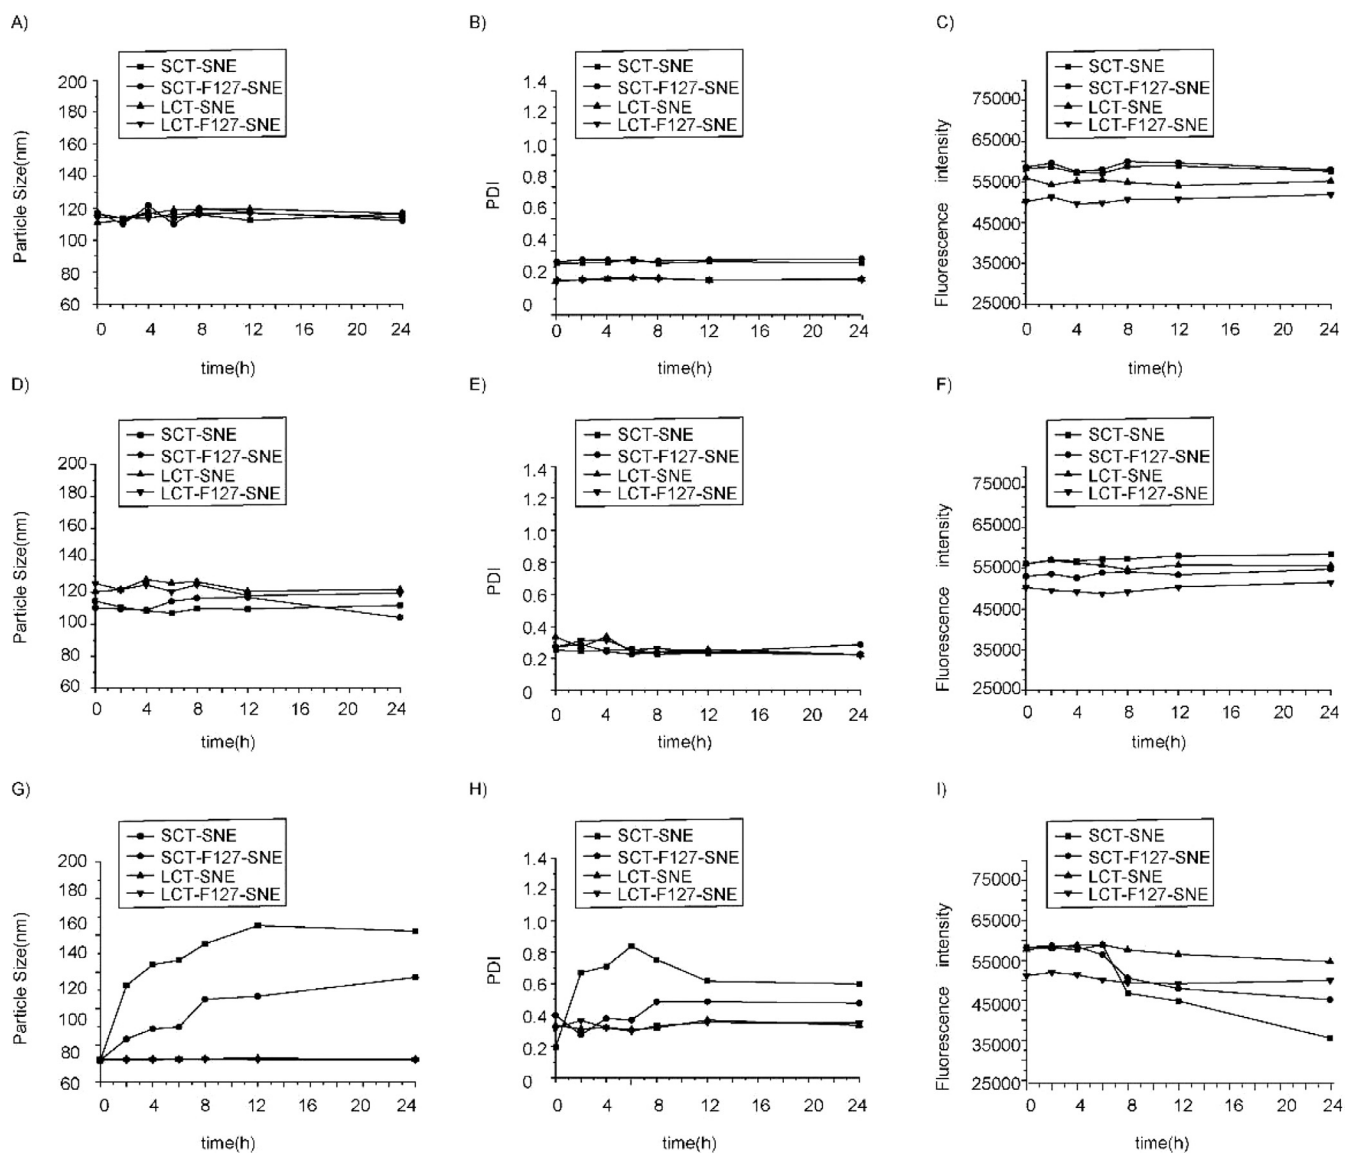 A)
SCT-SNE
SCT-F127-SNE
LCT-SNE
LCT-F127-SNE
Particle Size(nm)
200
180
160
140
120
100
80
60
0 4 8 12 16 20 24
time(h)
B)
SCT-SNE
SCT-F127-SNE
LCT-SNE
LCT-F127-SNE
PDI
1.4
1.2
1.0
0.8
0.6
0.4
0.2
0
0 4 8 12 16 20 24
time(h)
C)
SCT-SNE
SCT-F127-SNE
LCT-SNE
LCT-F127-SNE
Fluorescence intensity
75000
65000
55000
45000
35000
25000
0 4 8 12 16 20 24
time(h)
D)
SCT-SNE
SCT-F127-SNE
LCT-SNE
LCT-F127-SNE
Particle Size(nm)
200
180
160
140
120
100
80
60
0 4 8 12 16 20 24
time(h)
E)
SCT-SNE
SCT-F127-SNE
LCT-SNE
LCT-F127-SNE
PDI
1.4
1.2
1.0
0.8
0.6
0.4
0.2
0
0 4 8 12 16 20 24
time(h)
F)
SCT-SNE
SCT-F127-SNE
LCT-SNE
LCT-F127-SNE
Fluorescence intensity
75000
65000
55000
45000
35000
25000
0 4 8 12 16 20 24
time(h)
G)
SCT-SNE
SCT-F127-SNE
LCT-SNE
LCT-F127-SNE
Particle Size(nm)
200
180
160
140
120
100
80
60
0 4 8 12 16 20 24
time(h)
H)
SCT-SNE
SCT-F127-SNE
LCT-SNE
LCT-F127-SNE
PDI
1.4
1.2
1.0
0.8
0.6
0.4
0.2
0
0 4 8 12 16 20 24
time(h)
I)
SCT-SNE
SCT-F127-SNE
LCT-SNE
LCT-F127-SNE
Fluorescence intensity
75000
65000
55000
45000
35000
25000
0 4 8 12 16 20 24
time(h)